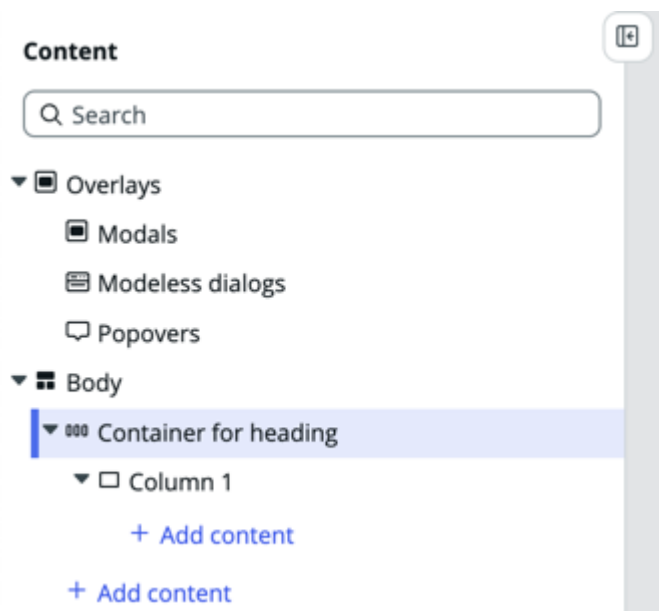 Content
Search
Overlays
Modals
Modeless dialogs
Popovers
Body
Container for heading
Column 1
+ Add content
+ Add content